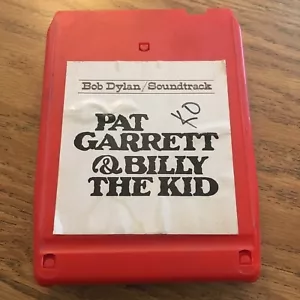 Bob Dylan/Soundtrack
PAT
GARRETT
& BILLY
THE KID